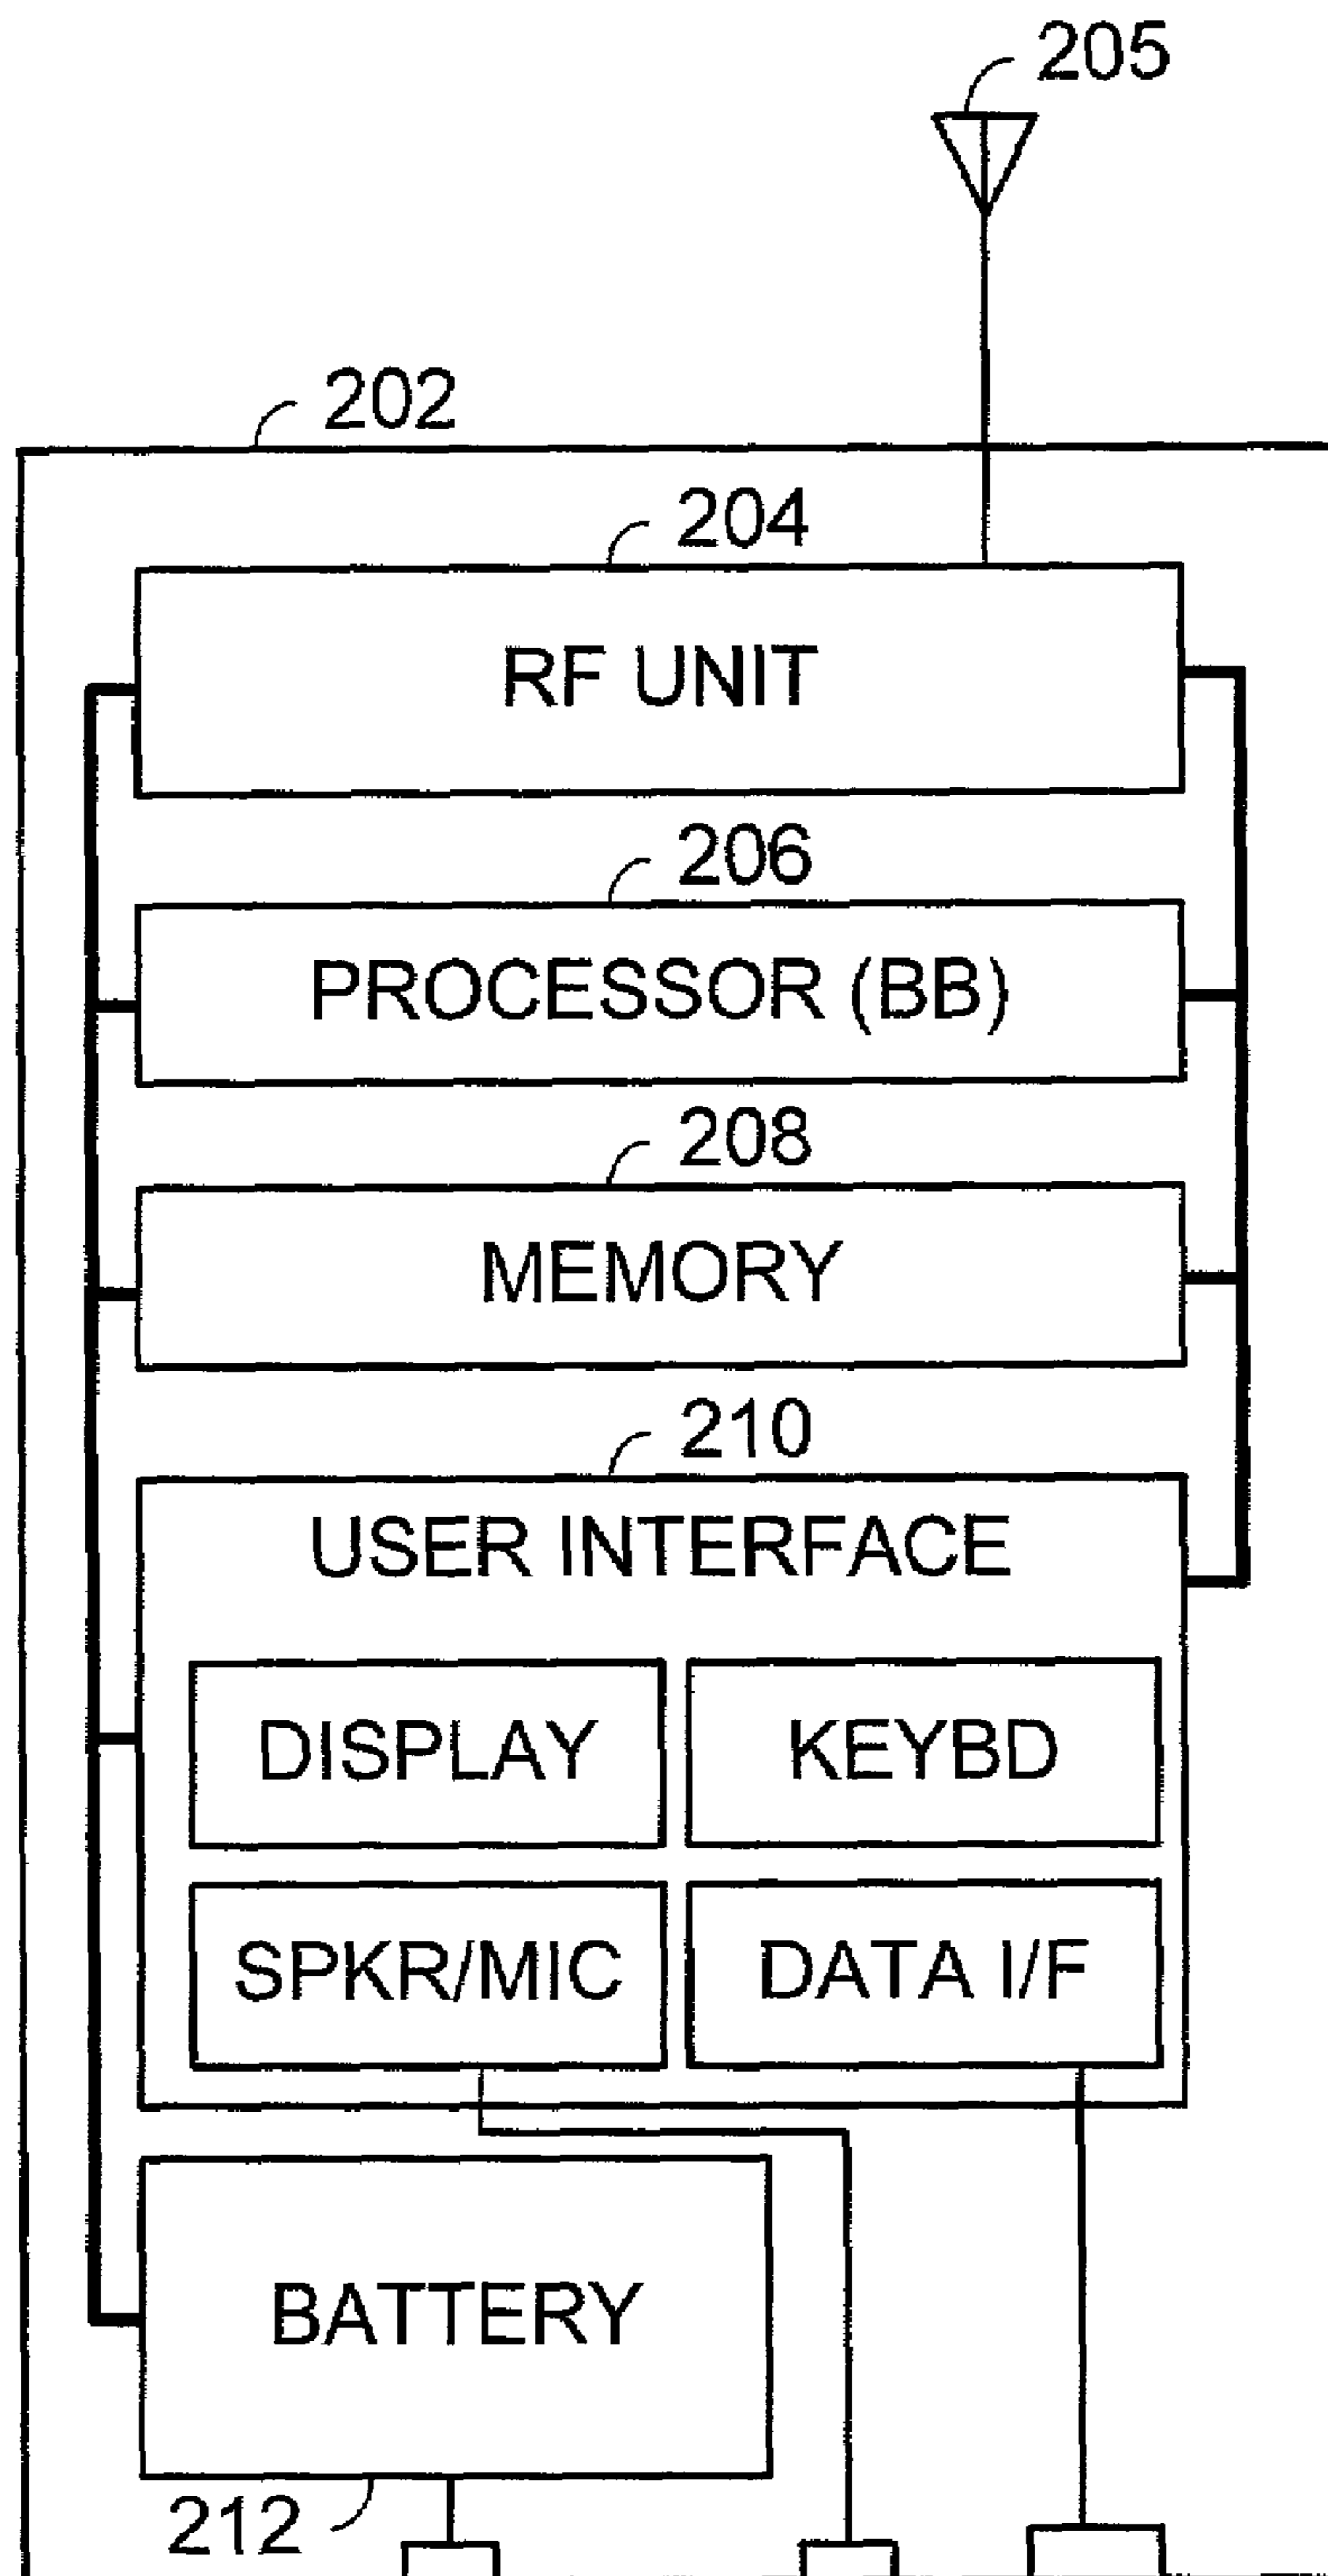 205
202
204
RF UNIT
206
PROCESSOR (BB)
208
MEMORY
210
USER INTERFACE
DISPLAY
KEYBD
SPKR/MIC
DATA I/F
BATTERY
212